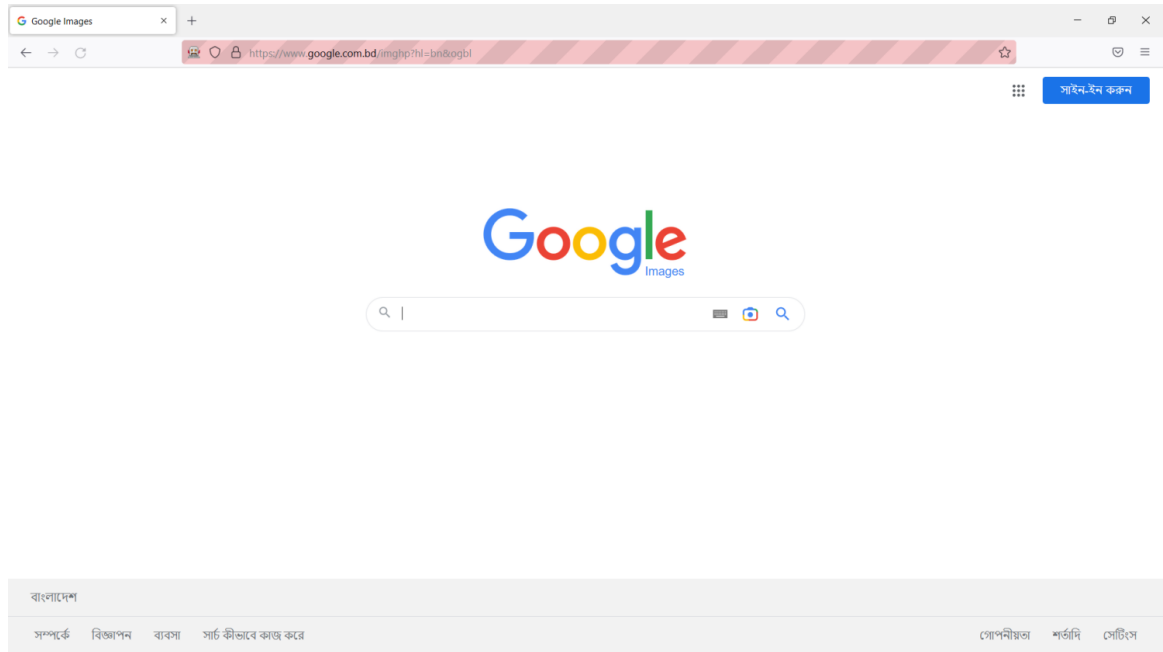 Google Images
https://www.google.com.bd/imghp?hl=bn&ogbl
সাইন-ইন করুন
Google
Images
বাংলাদেশ
সম্পর্কে বিজ্ঞাপন ব্যবসা সার্চ কীভাবে কাজ করে গোপনীয়তা শর্তাদি সেটিংস